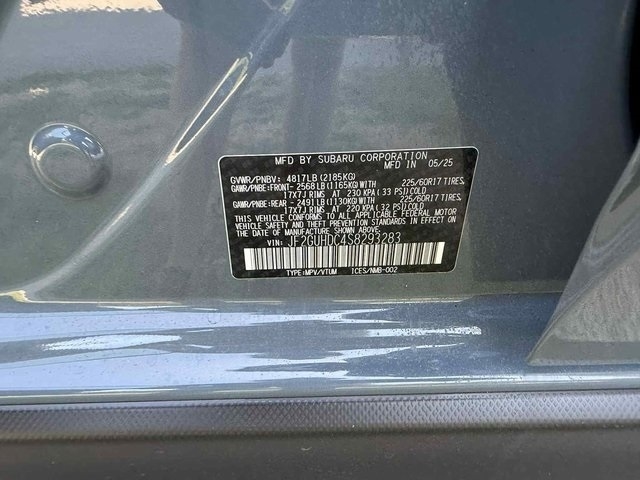 MFD BY SUBARU CORPORATION
MFD IN 05/25
GVWR/PNBV: 4817LB (2185KG)
GAWR/PNBE:FRONT- 2568LB(1165KG)WITH 225/60R17 TIRES,
17X7J RIMS AT 230 KPA ( 33 PSI)COLD
GAWR/PNBE:REAR - 2491LB(1130KG)WITH 225/60R17 TIRES,
17X7J RIMS AT 220 KPA ( 32 PSI)COLD
THIS VEHICLE CONFORMS TO ALL APPLICABLE FEDERAL MOTOR
VEHICLE SAFETY AND THEFT PREVENTION STANDARDS IN EFFECT
ON THE DATE OF MANUFACTURE SHOWN ABOVE.
VIN: JF2GUHDC4S8293283
TYPE:MPV/VTUM ICES/NMB-002